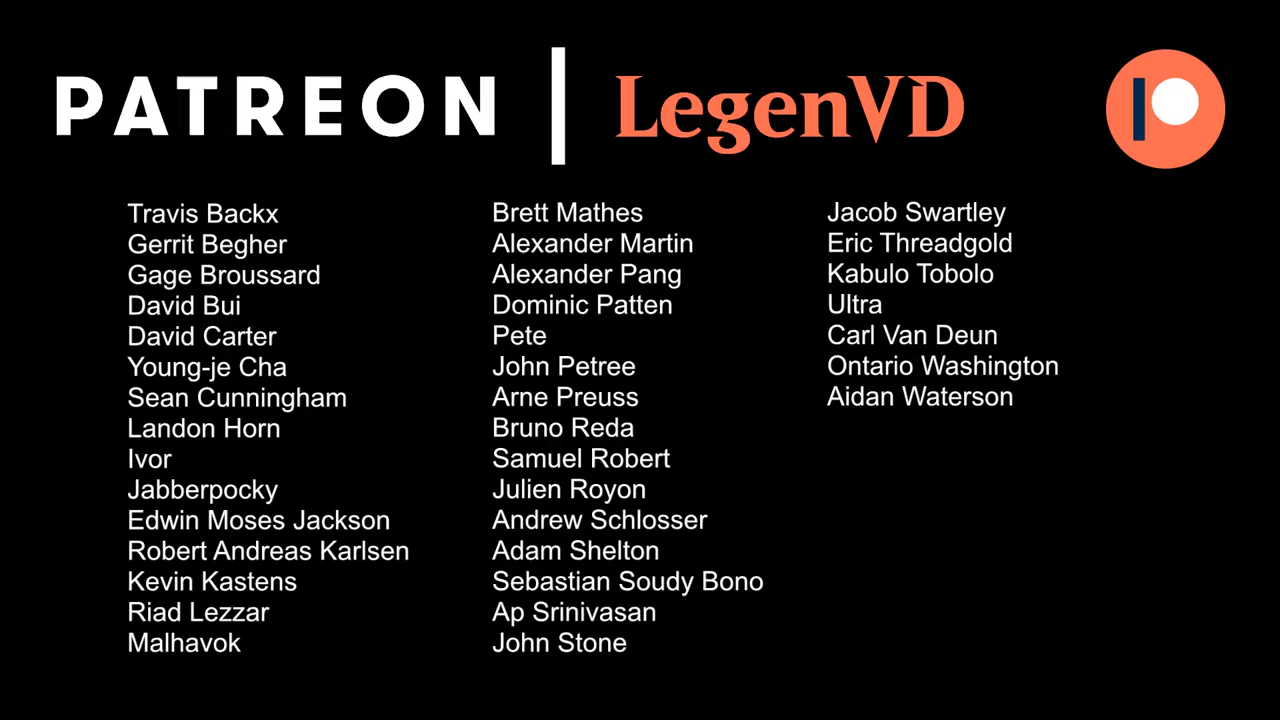 PATREON | LegenVD
Travis Backx
Gerrit Begher
Gage Broussard
David Bui
David Carter
Young-je Cha
Sean Cunningham
Landon Horn
Ivor
Jabberpocky
Edwin Moses Jackson
Robert Andreas Karlsen
Kevin Kastens
Riad Lezzar
Malhavok
Brett Mathes
Alexander Martin
Alexander Pang
Dominic Patten
Pete
John Petree
Arne Preuss
Bruno Reda
Samuel Robert
Julien Royon
Andrew Schlosser
Adam Shelton
Sebastian Soudy Bono
Ap Srinivasan
John Stone
Jacob Swartley
Eric Threadgold
Kabulo Tobolo
Ultra
Carl Van Deun
Ontario Washington
Aidan Waterson